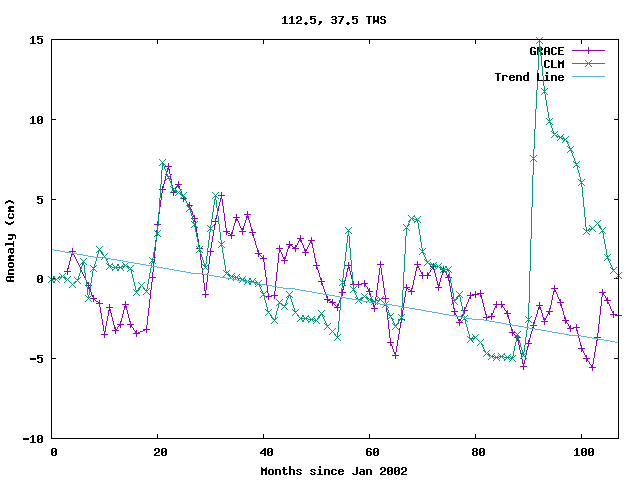 112.5, 37.5 TWS
GRACE
CLM
Trend Line
15
10
5
0
-5
-10
Anomaly (cm)
0 20 40 60 80 100
Months since Jan 2002